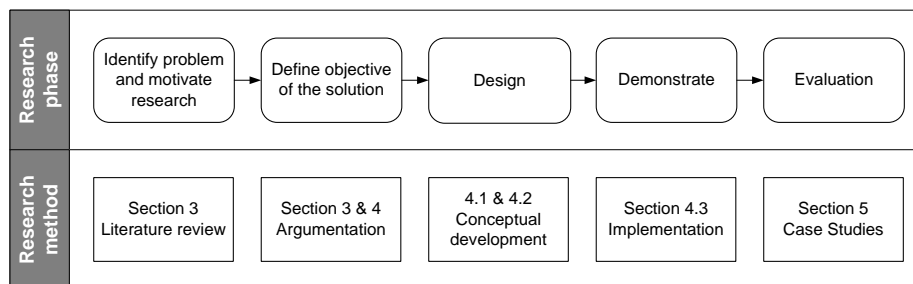 Research
phase
Identify problem
and motivate
research
Define objective
of the solution
Design
Demonstrate
Evaluation
Research
method
Section 3
Literature review
Section 3 & 4
Argumentation
4.1 & 4.2
Conceptual
development
Section 4.3
Implementation
Section 5
Case Studies